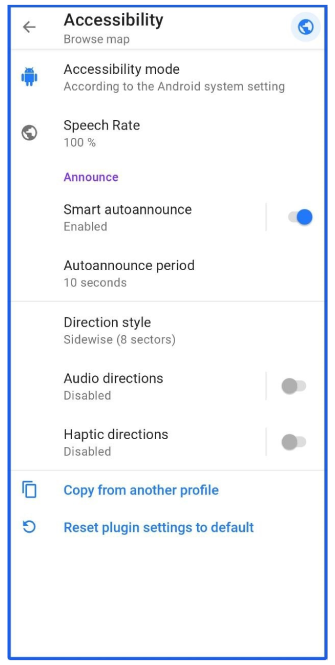 Accessibility
Browse map
Accessibility mode
According to the Android system setting
Speech Rate
100 %
Announce
Smart autoannounce
Enabled
Autoannounce period
10 seconds
Direction style
Sidewise (8 sectors)
Audio directions
Disabled
Haptic directions
Disabled
Copy from another profile
Reset plugin settings to default